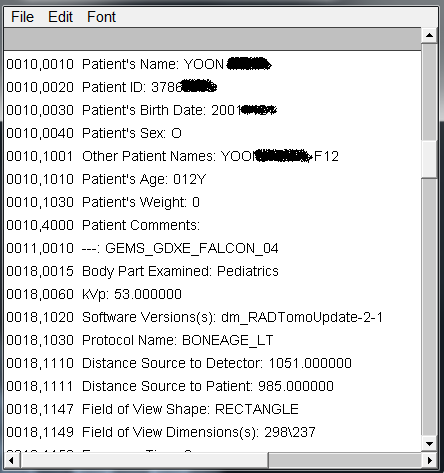 File Edit Font
0010,0010 Patient's Name: YOON
0010,0020 Patient ID: 3786
0010,0030 Patient's Birth Date: 2001
0010,0040 Patient's Sex: O
0010,1001 Other Patient Names: YOON F12
0010,1010 Patient's Age: 012Y
0010,1030 Patient's Weight: 0
0010,4000 Patient Comments:
0011,0010 ---: GEMS_GDXE_FALCON_04
0018,0015 Body Part Examined: Pediatrics
0018,0060 kVp: 53.000000
0018,1020 Software Versions(s): dm_RADTomoUpdate-2-1
0018,1030 Protocol Name: BONEAGE_LT
0018,1110 Distance Source to Detector: 1051.000000
0018,1111 Distance Source to Patient: 985.000000
0018,1147 Field of View Shape: RECTANGLE
0018,1149 Field of View Dimensions(s): 298\237